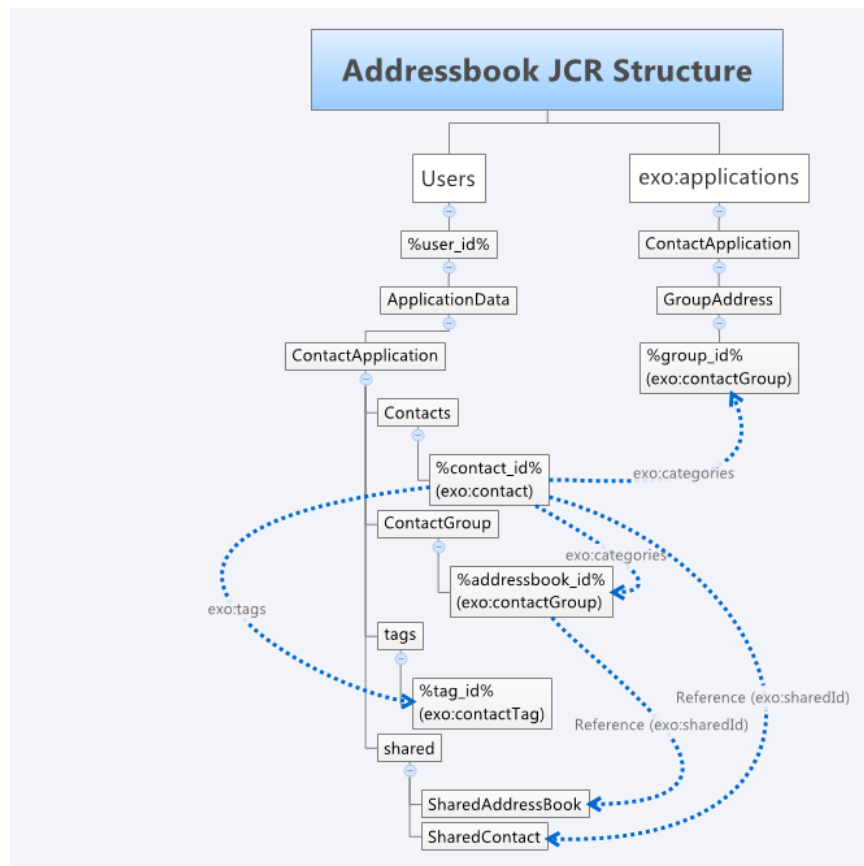 Addressbook JCR Structure
Users
exo:applications
%user_id%
ContactApplication
ApplicationData
GroupAddress
ContactApplication
%group_id%
(exo:contactGroup)
Contacts
%contact_id%
(exo:contact)
exo:categories
ContactGroup
exo:categories
%addressbook_id%
(exo:contactGroup)
exo:tags
tags
%tag_id%
(exo:contactTag)
Reference (exo:sharedId)
Reference (exo:sharedId)
shared
SharedAddressBook
SharedContact